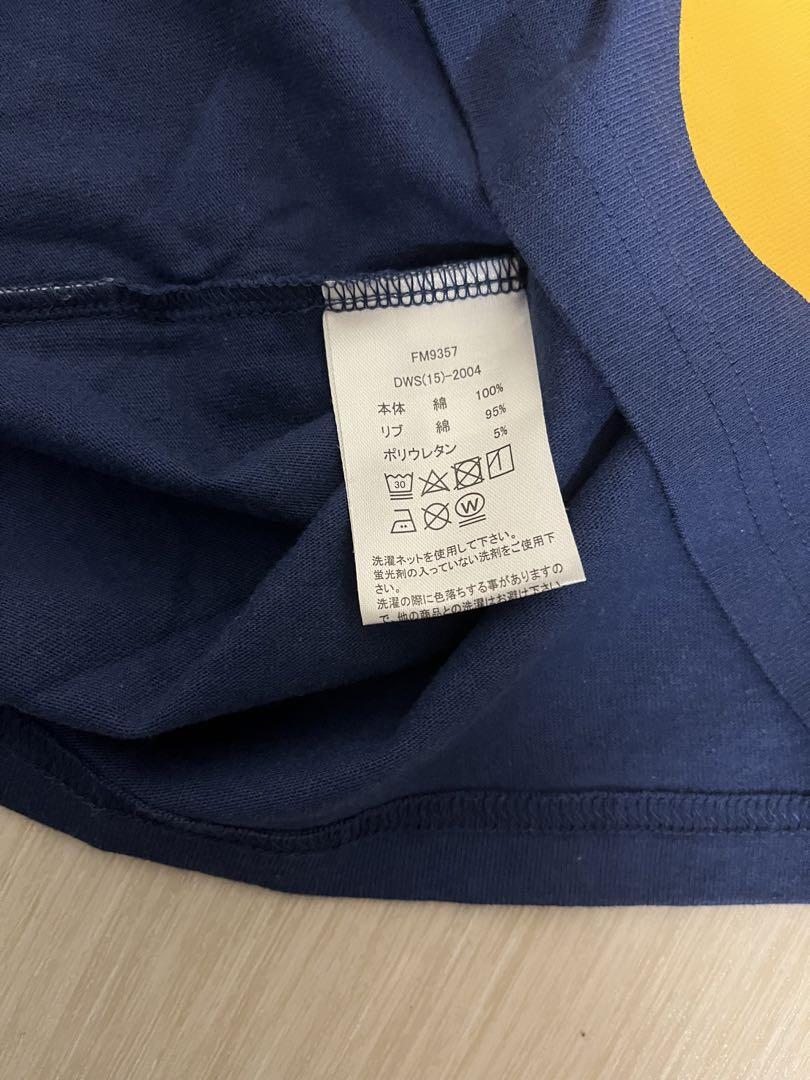 FM9357
DWS(15)-2004
本体 綿 100%
リブ 綿 95%
ポリウレタン 5%
30
W
洗濯ネットを使用して下さい。
蛍光剤の入っていない洗剤をご使用下
さい。
洗濯の際に色落ちする事がありますの
で、他の商品との洗濯はお避け下さい